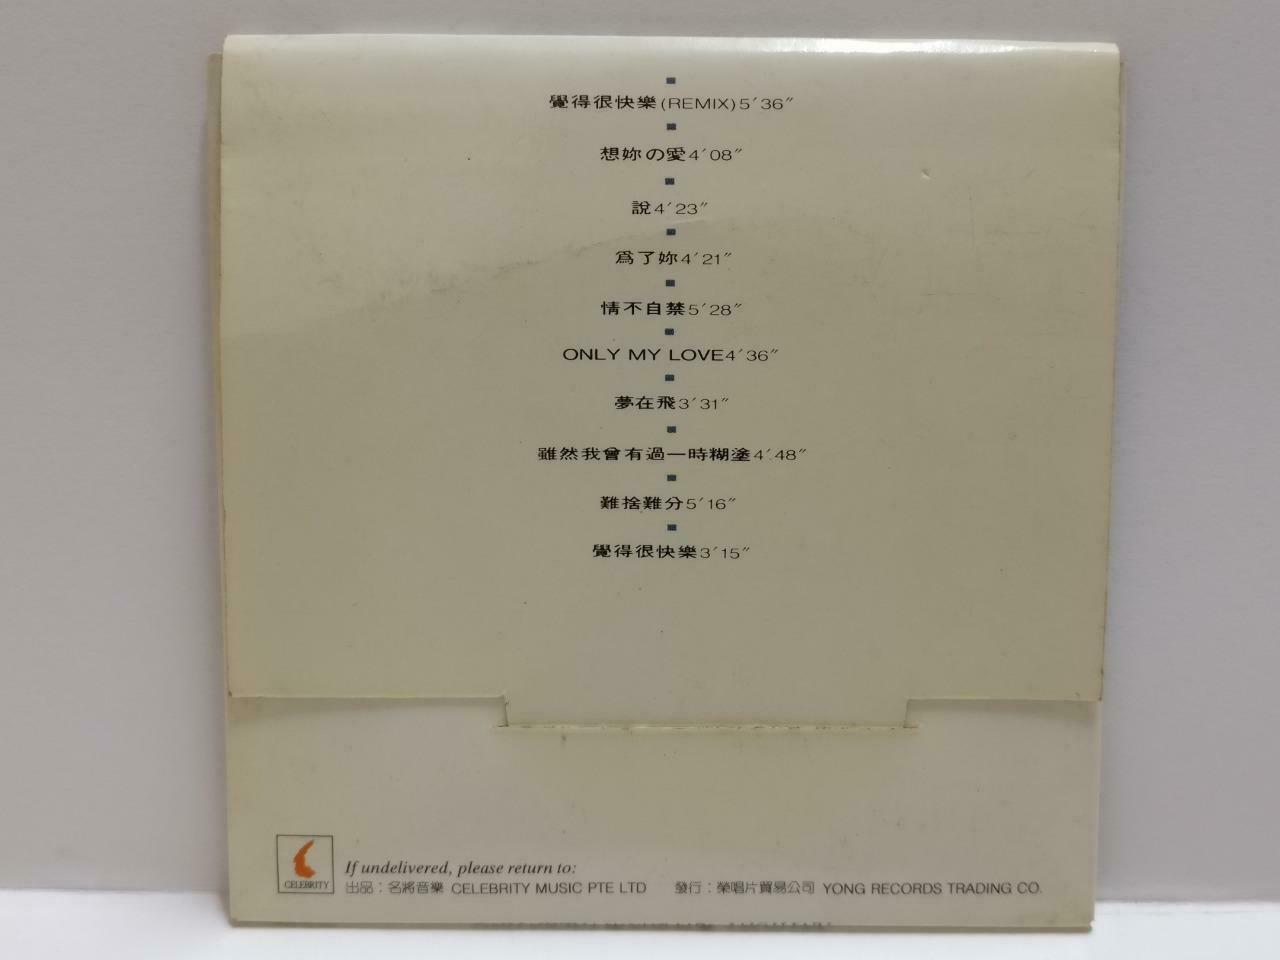 覺得很快樂(REMIX)5′36″
想妳の愛4′08″
說4′23″
爲了妳4′21″
情不自禁5′28″
ONLY MY LOVE4′36″
夢在飛3′31″
雖然我曾有過一時糊塗4′48″
難捨難分5′16″
覺得很快樂3′15″
CELEBRITY
If undelivered, please return to:
出品：名將音樂 CELEBRITY MUSIC PTE LTD 發行：榮唱片貿易公司 YONG RECORDS TRADING CO.